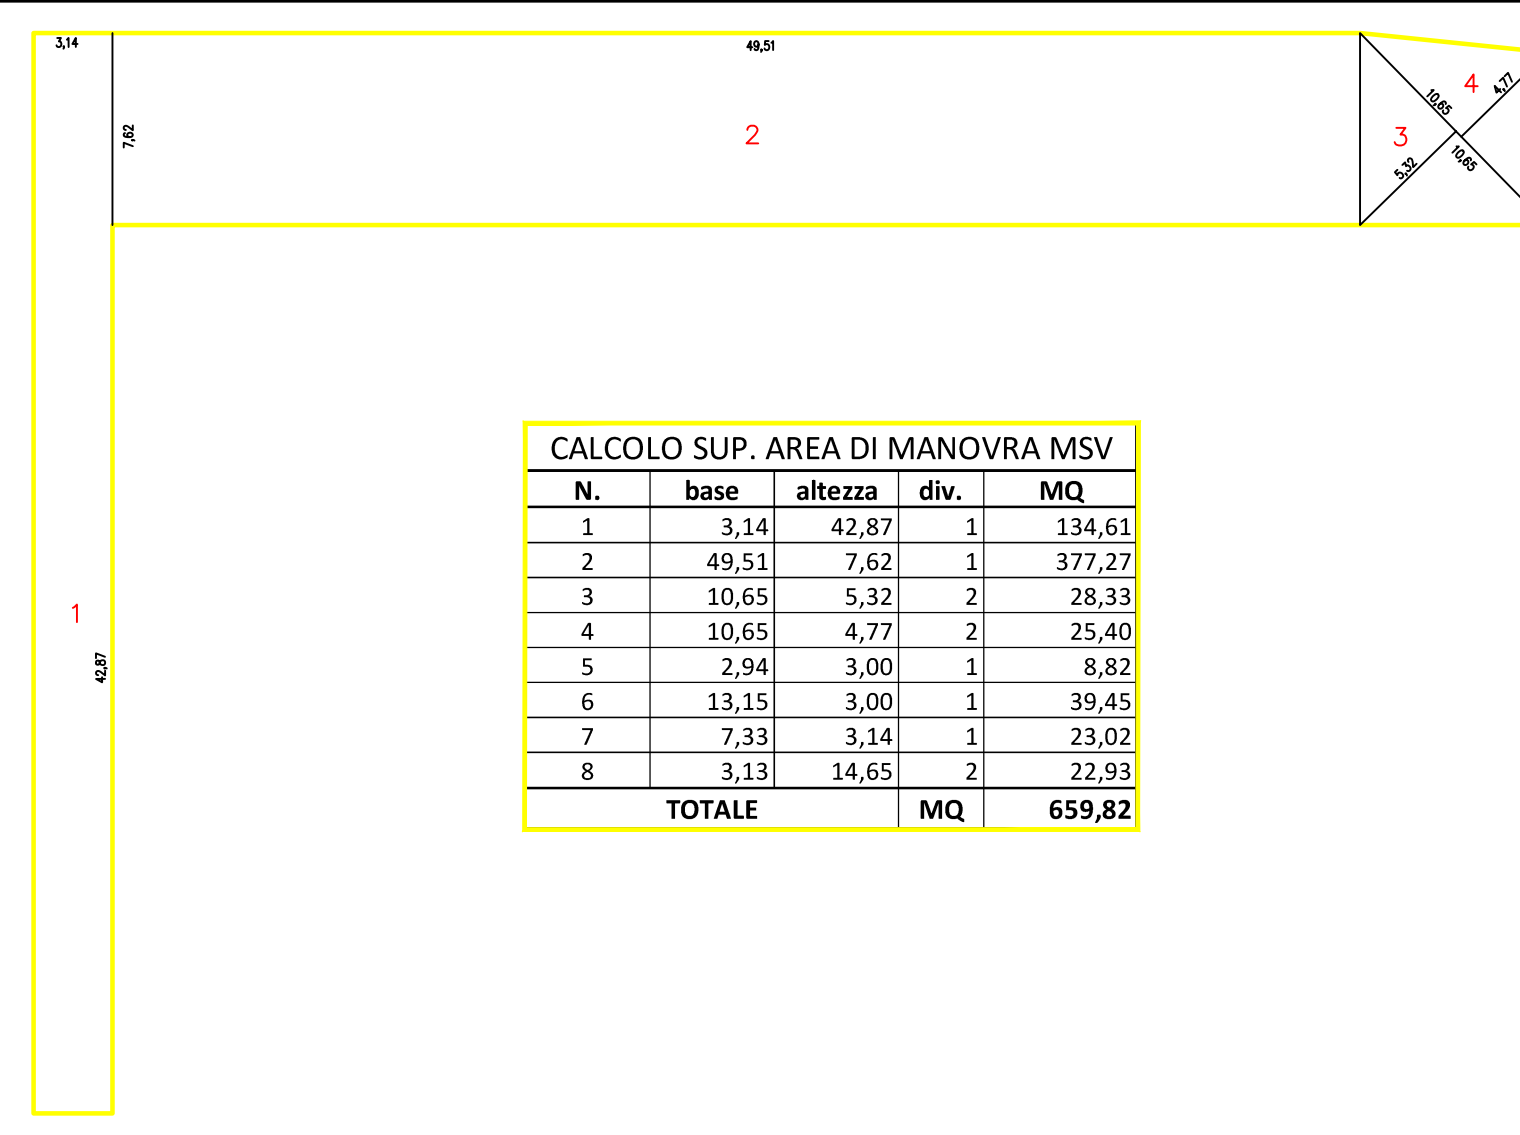 3,14
49,51
7,62
2
10,65
4
4,77
3
5,32
10,65
1
42,87
CALCOLO SUP. AREA DI MANOVRA MSV
N. base altezza div. MQ
1 3,14 42,87 1 134,61
2 49,51 7,62 1 377,27
3 10,65 5,32 2 28,33
4 10,65 4,77 2 25,40
5 2,94 3,00 1 8,82
6 13,15 3,00 1 39,45
7 7,33 3,14 1 23,02
8 3,13 14,65 2 22,93
TOTALE MQ 659,82